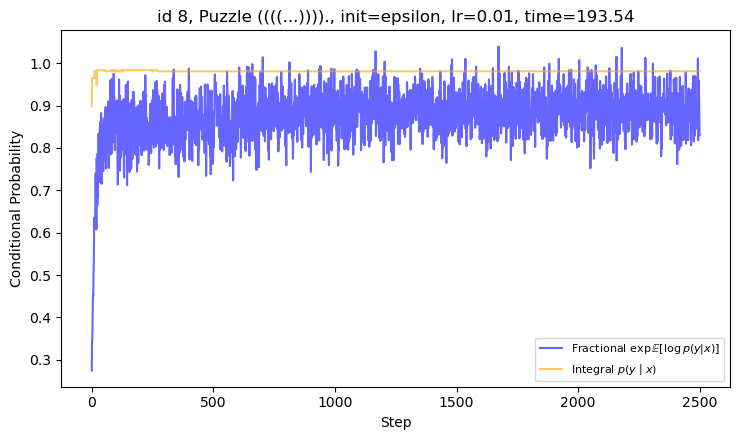 id 8, Puzzle ((((...))))., init=epsilon, lr=0.01, time=193.54
Conditional Probability
1.0
0.9
0.8
0.7
0.6
0.5
0.4
0.3
Fractional exp 𝔼[log p(y|x)]
Integral p(y | x)
0 500 1000 1500 2000 2500
Step